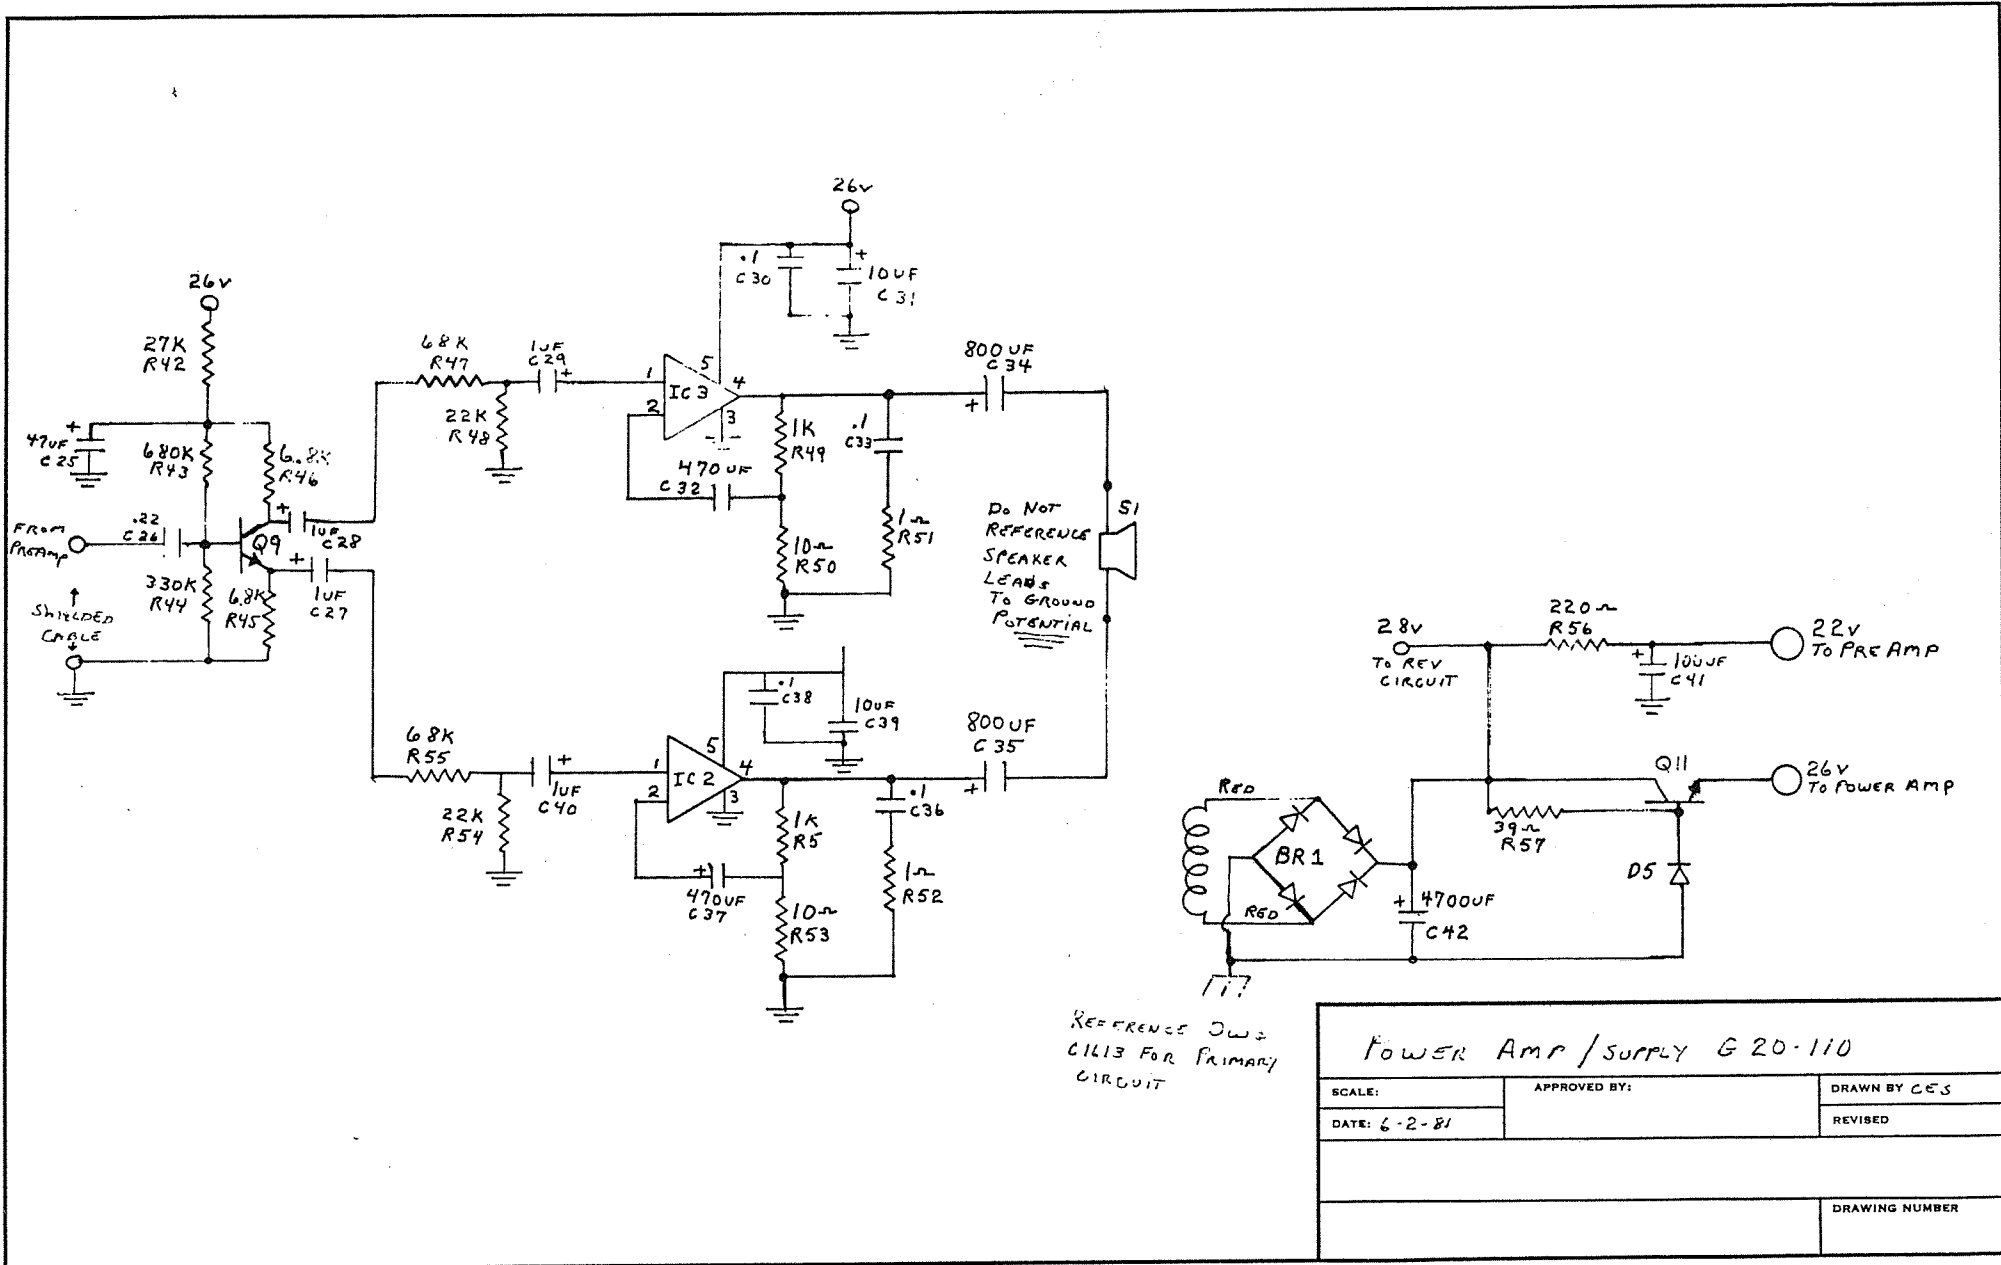 26v
10uF
C31
.1
C30
26v
27K
R42
47uF
C25
680K
R43
6.8K
R46
.22
C26
FROM
PREAMP
Q9
1uF
C28
1uF
C27
330K
R44
6.8K
R45
SHIELDED
CABLE
68K
R47
22K
R48
1uF
C29
1
2
5
4
3
IC3
470uF
C32
1K
R49
10Ω
R50
.1
C33
1Ω
R51
800UF
C34
DO NOT
REFERENCE
SPEAKER
LEADS
TO GROUND
POTENTIAL
S1
68K
R55
22K
R54
1uF
C40
1
2
5
4
3
IC2
.1
C38
10uF
C39
470UF
C37
1K
R5
10Ω
R53
.1
C36
1Ω
R52
800UF
C35
28v
TO REV
CIRCUIT
220Ω
R56
100uF
C41
22v
TO PREAMP
Q11
26v
TO POWER AMP
39Ω
R57
D5
RED
BR1
RED
4700UF
C42
REFERENCE
C1613 FOR PRIMARY
CIRCUIT
POWER AMP/SUPPLY G20-110
SCALE:
APPROVED BY:
DRAWN BY CES
DATE: 6-2-81
REVISED
DRAWING NUMBER